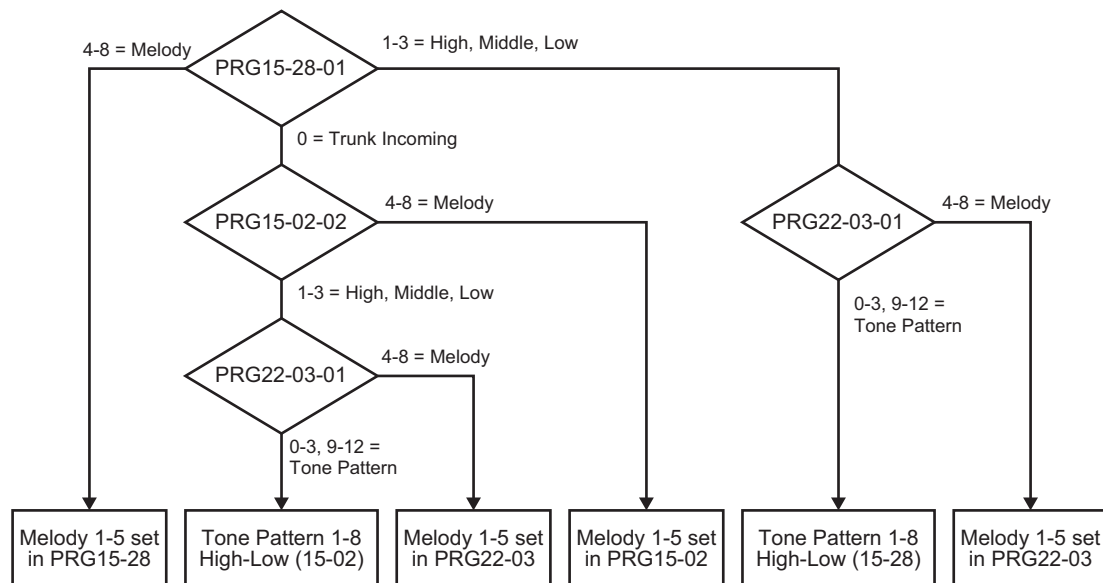 4-8 = Melody
PRG15-28-01
1-3 = High, Middle, Low
0 = Trunk Incoming
PRG15-02-02
4-8 = Melody
PRG22-03-01
4-8 = Melody
1-3 = High, Middle, Low
0-3, 9-12 =
Tone Pattern
PRG22-03-01
4-8 = Melody
0-3, 9-12 =
Tone Pattern
Melody 1-5 set
in PRG15-28
Tone Pattern 1-8
High-Low (15-02)
Melody 1-5 set
in PRG22-03
Melody 1-5 set
in PRG15-02
Tone Pattern 1-8
High-Low (15-28)
Melody 1-5 set
in PRG22-03